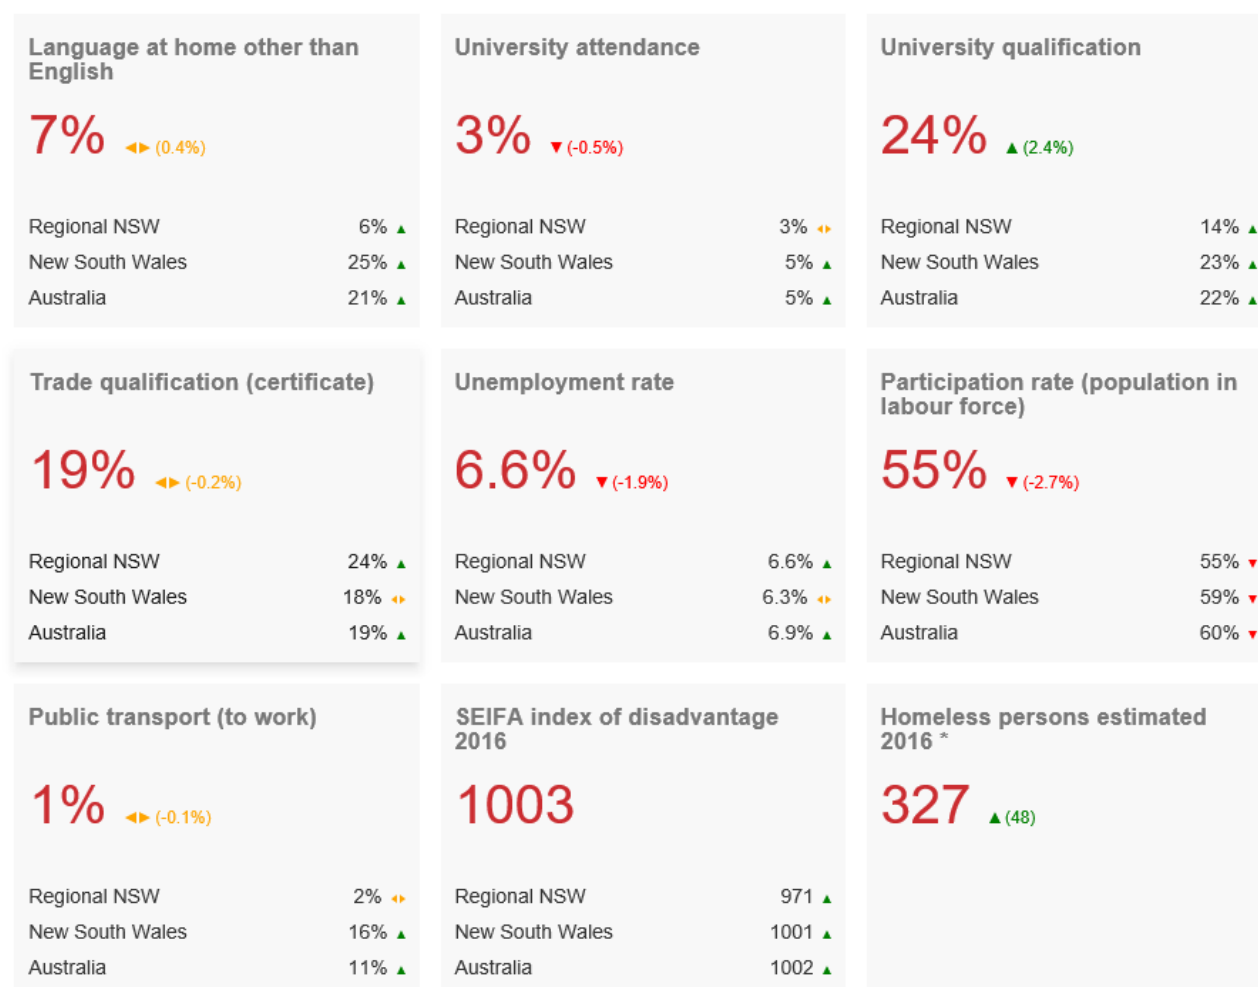 Language at home other than
English
7% ◄► (0.4%)
Regional NSW 6% ▲
New South Wales 25% ▲
Australia 21% ▲
University attendance
3% ▼ (-0.5%)
Regional NSW 3% ◄►
New South Wales 5% ▲
Australia 5% ▲
University qualification
24% ▲ (2.4%)
Regional NSW 14% ▲
New South Wales 23% ▲
Australia 22% ▲
Trade qualification (certificate)
19% ◄► (-0.2%)
Regional NSW 24% ▲
New South Wales 18% ◄►
Australia 19% ▲
Unemployment rate
6.6% ▼ (-1.9%)
Regional NSW 6.6% ▲
New South Wales 6.3% ◄►
Australia 6.9% ▲
Participation rate (population in
labour force)
55% ▼ (-2.7%)
Regional NSW 55% ▼
New South Wales 59% ▼
Australia 60% ▼
Public transport (to work)
1% ◄► (-0.1%)
Regional NSW 2% ◄►
New South Wales 16% ▲
Australia 11% ▲
SEIFA index of disadvantage
2016
1003
Regional NSW 971 ▲
New South Wales 1001 ▲
Australia 1002 ▲
Homeless persons estimated
2016 *
327 ▲ (48)